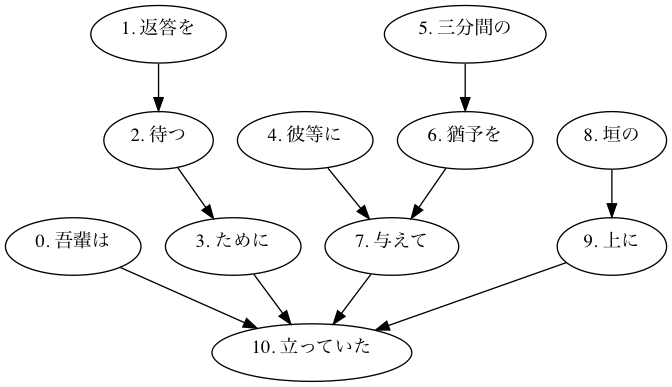 1. 返答を
5. 三分間の
2. 待つ
4. 彼等に
6. 猶予を
8. 垣の
0. 吾輩は
3. ために
7. 与えて
9. 上に
10. 立っていた